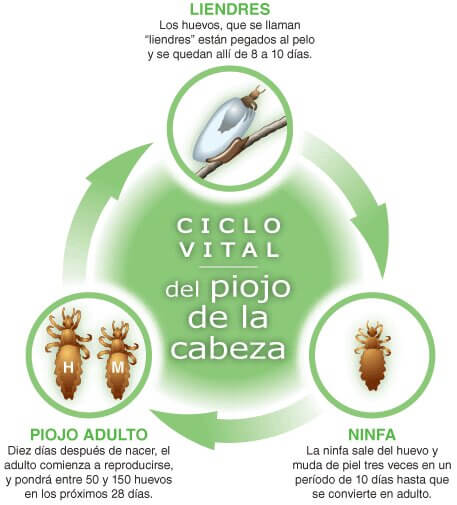 LIENDRES
Los huevos, que se llaman
“liendres” están pegados al pelo
y se quedan allí de 8 a 10 días.
CICLO
VITAL
del piojo
de la
cabeza
H
M
PIOJO ADULTO
Diez días después de nacer, el
adulto comienza a reproducirse,
y pondrá entre 50 y 150 huevos
en los próximos 28 días.
NINFA
La ninfa sale del huevo y
muda de piel tres veces en un
período de 10 días hasta que
se convierte en adulto.